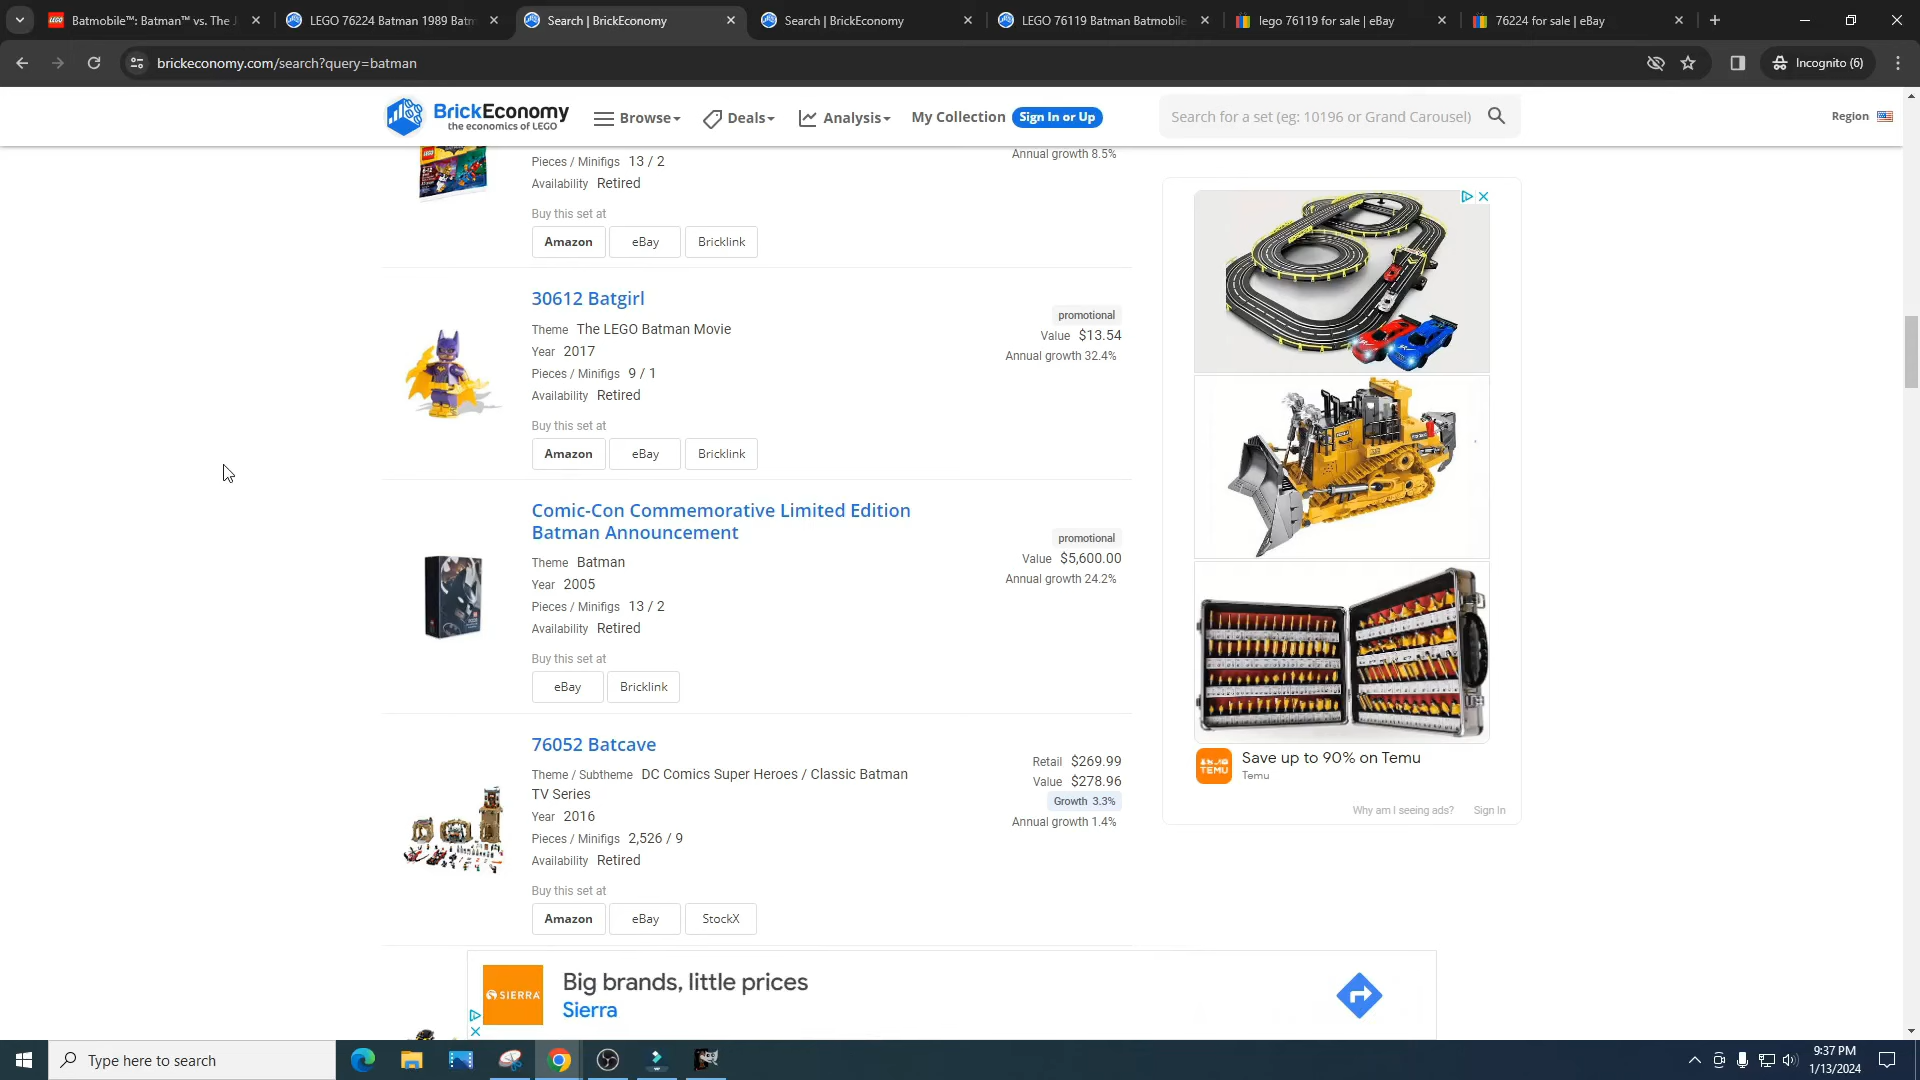 Batmobile™: Batman™ vs. The J
LEGO 76224 Batman 1989 Batm
Search | BrickEconomy
Search | BrickEconomy
LEGO 76119 Batman Batmobile
lego 76119 for sale | eBay
76224 for sale | eBay
brickeconomy.com/search?query=batman
Incognito (6)
BrickEconomy
the economics of LEGO
Browse
Deals
Analysis
My Collection
Sign In or Up
Search for a set (eg: 10196 or Grand Carousel)
Region
Pieces / Minifigs 13 / 2
Annual growth 8.5%
Availability Retired
Buy this set at
Amazon
eBay
Bricklink
30612 Batgirl
Theme The LEGO Batman Movie
Year 2017
Pieces / Minifigs 9 / 1
Availability Retired
promotional
Value $13.54
Annual growth 32.4%
Buy this set at
Amazon
eBay
Bricklink
Comic-Con Commemorative Limited Edition
Batman Announcement
Theme Batman
Year 2005
Pieces / Minifigs 13 / 2
Availability Retired
promotional
Value $5,600.00
Annual growth 24.2%
Buy this set at
eBay
Bricklink
76052 Batcave
Theme / Subtheme DC Comics Super Heroes / Classic Batman
TV Series
Year 2016
Pieces / Minifigs 2,526 / 9
Availability Retired
Retail $269.99
Value $278.96
Growth 3.3%
Annual growth 1.4%
Buy this set at
Amazon
eBay
StockX
TEMU
Save up to 90% on Temu
Temu
Why am I seeing ads?
Sign In
SIERRA
Big brands, little prices
Sierra
Type here to search
9:37 PM
1/13/2024